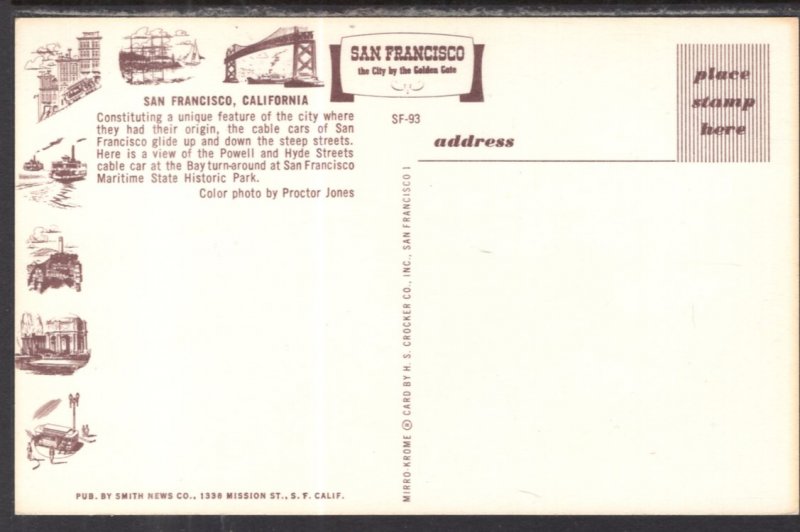 SAN FRANCISCO
the City by the Golden Gate
place
stamp
here
SAN FRANCISCO, CALIFORNIA
Constituting a unique feature of the city where
they had their origin, the cable cars of San
Francisco glide up and down the steep streets.
Here is a view of the Powell and Hyde Streets
cable car at the Bay turn-around at San Francisco
Maritime State Historic Park.
Color photo by Proctor Jones
SF-93
address
MIRRO-KROME ® CARD BY H. S. CROCKER CO., INC., SAN FRANCISCO 1
PUB. BY SMITH NEWS CO., 1336 MISSION ST., S. F. CALIF.